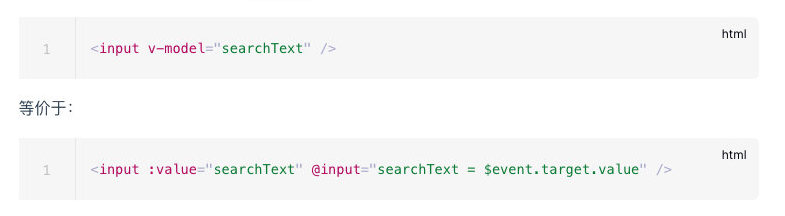 html
1 <input v-model="searchText" />
等价于：
html
1 <input :value="searchText" @input="searchText = $event.target.value" />